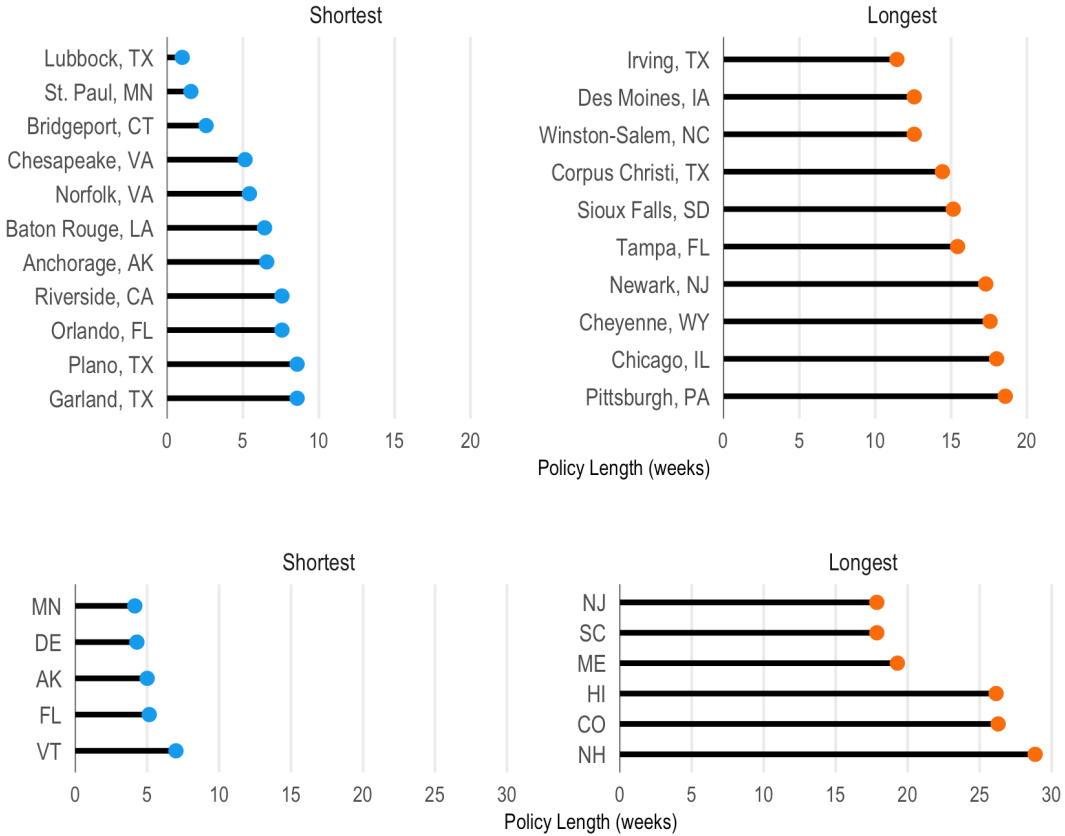 Shortest
Lubbock, TX
St. Paul, MN
Bridgeport, CT
Chesapeake, VA
Norfolk, VA
Baton Rouge, LA
Anchorage, AK
Riverside, CA
Orlando, FL
Plano, TX
Garland, TX
0 5 10 15 20
Longest
Irving, TX
Des Moines, IA
Winston-Salem, NC
Corpus Christi, TX
Sioux Falls, SD
Tampa, FL
Newark, NJ
Cheyenne, WY
Chicago, IL
Pittsburgh, PA
0 5 10 15 20
Policy Length (weeks)
Shortest
MN
DE
AK
FL
VT
0 5 10 15 20 25 30
Longest
NJ
SC
ME
HI
CO
NH
0 5 10 15 20 25 30
Policy Length (weeks)